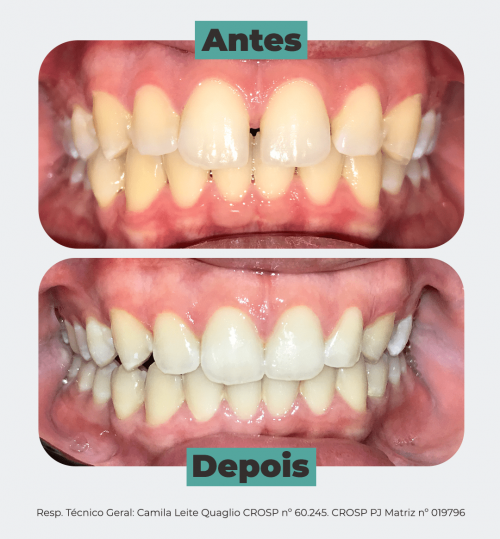 Antes
Depois
Resp. Técnico Geral: Camila Leite Quaglio CROSP nº 60.245. CROSP PJ Matriz nº 019796